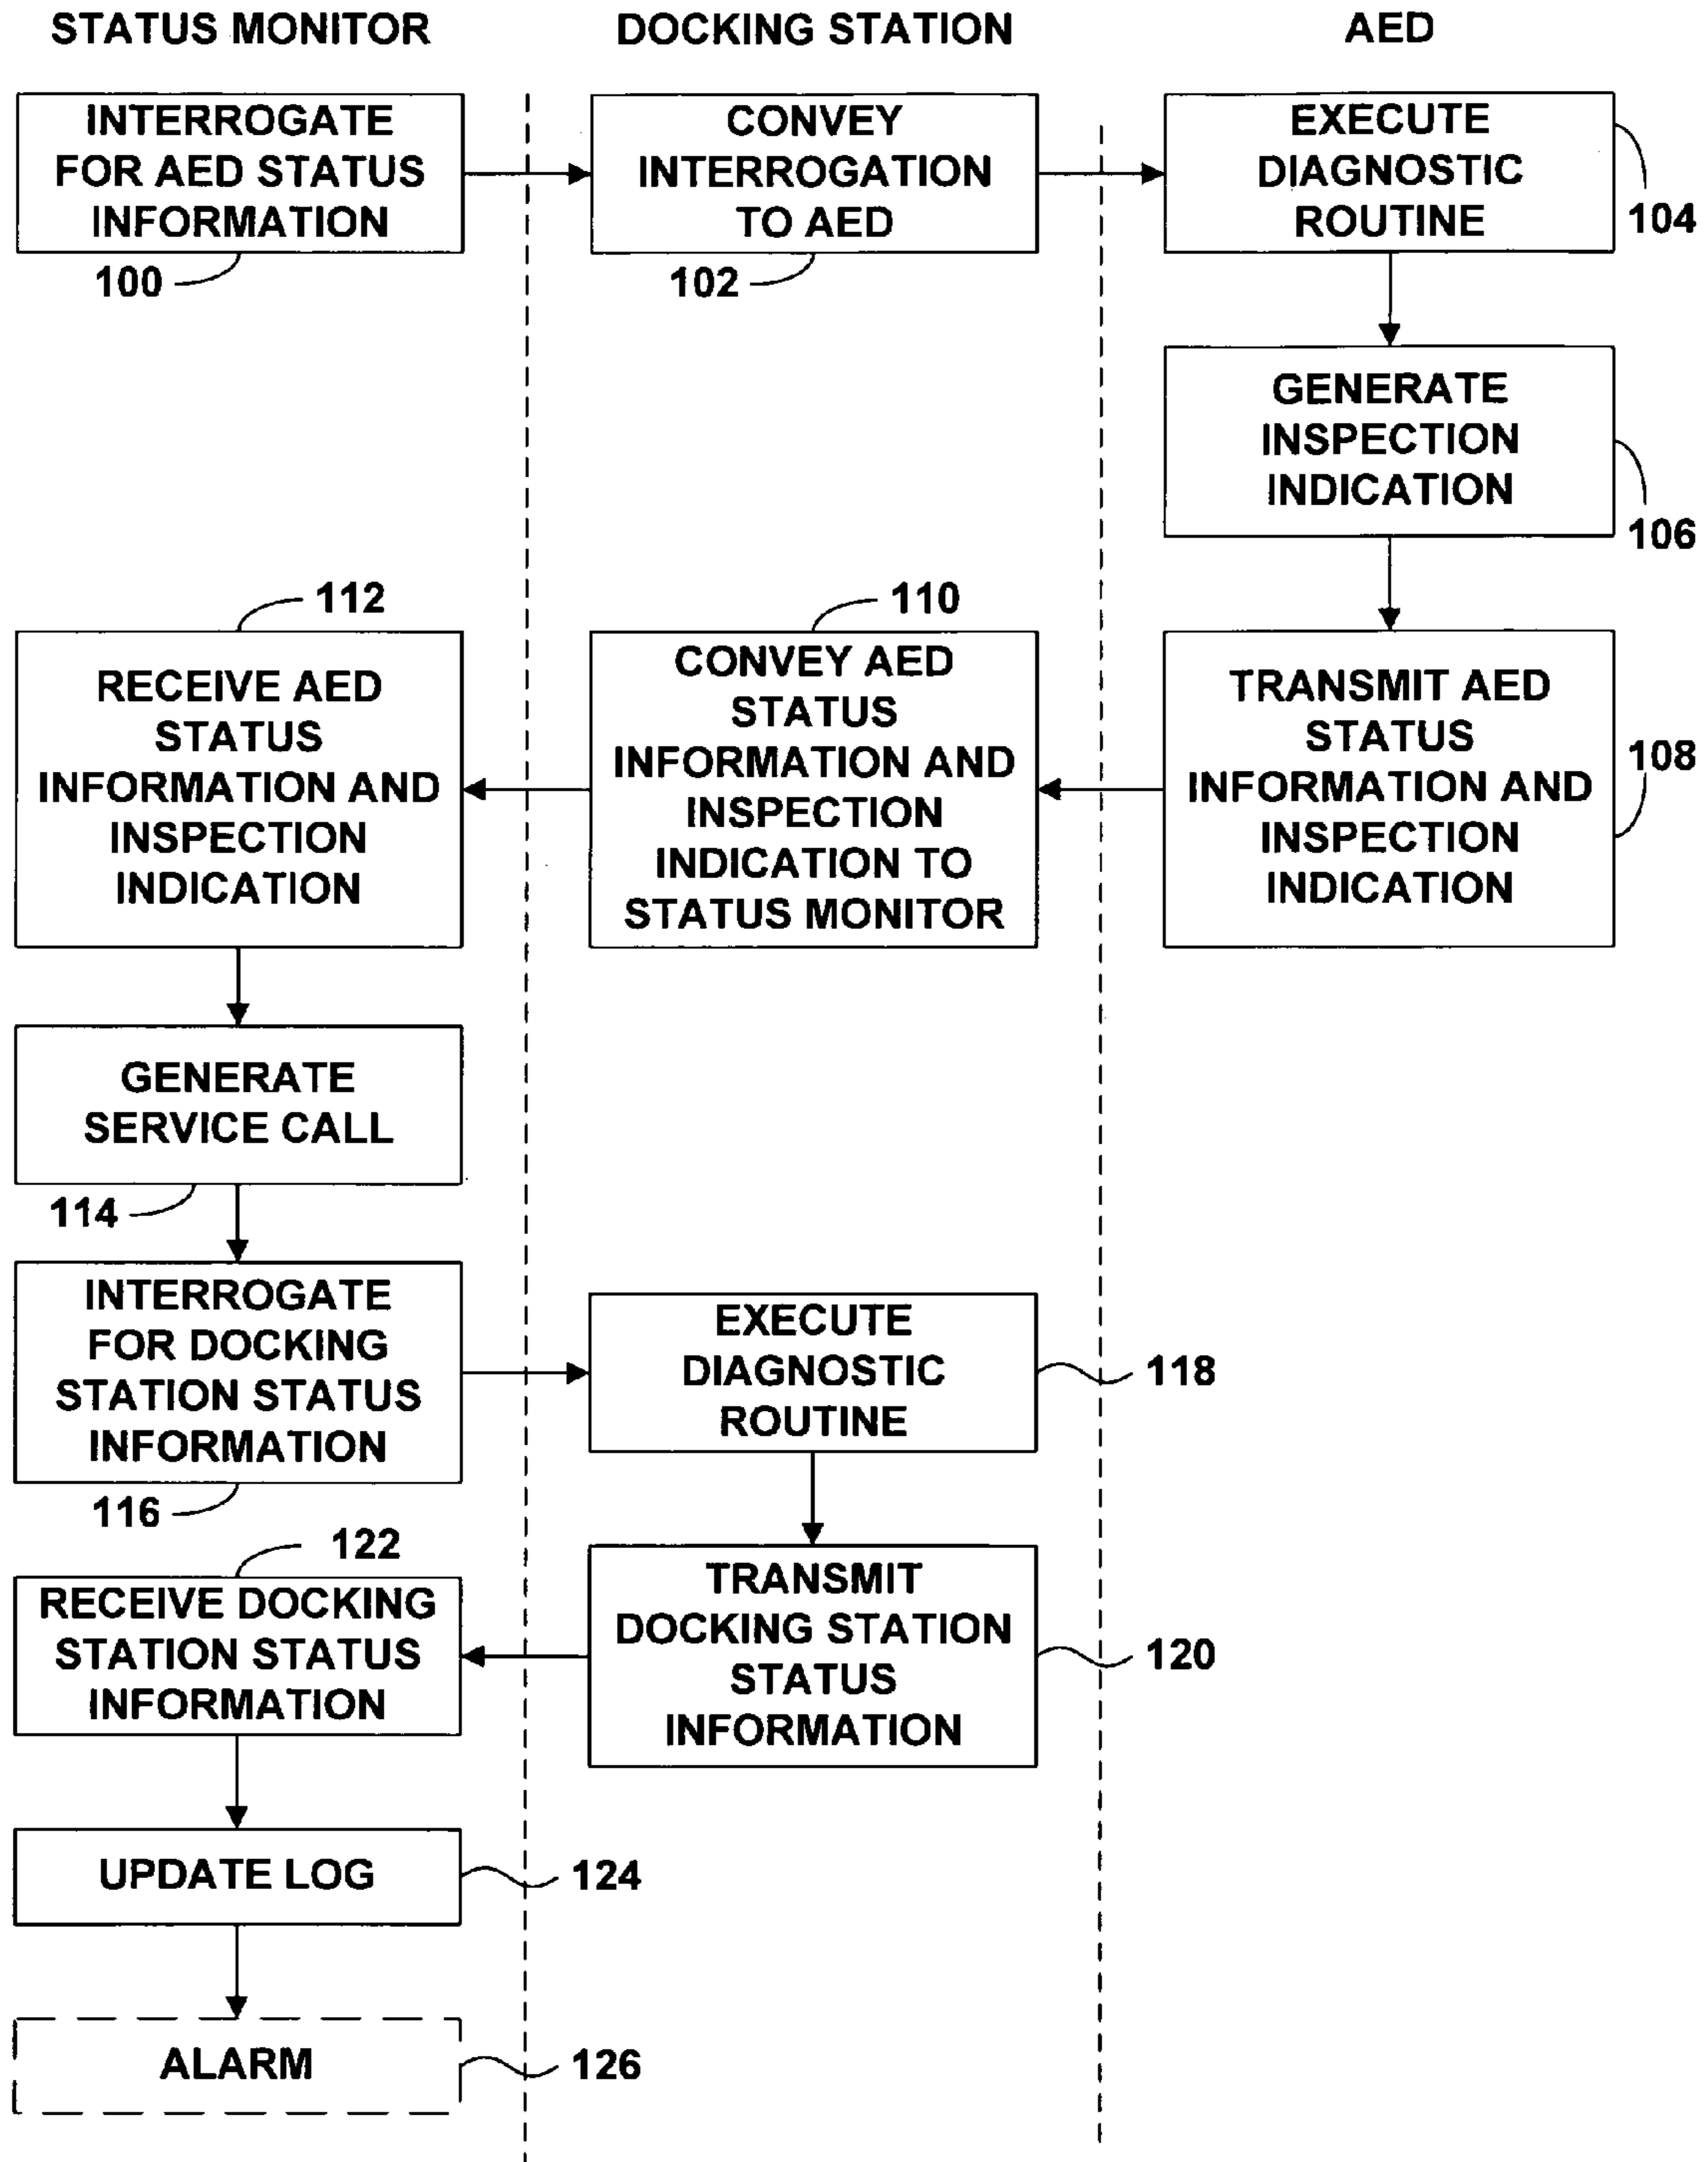 STATUS MONITOR
DOCKING STATION
AED
INTERROGATE
FOR AED STATUS
INFORMATION
100
CONVEY
INTERROGATION
TO AED
102
EXECUTE
DIAGNOSTIC
ROUTINE
104
GENERATE
INSPECTION
INDICATION
106
TRANSMIT AED
STATUS
INFORMATION AND
INSPECTION
INDICATION
108
110
CONVEY AED
STATUS
INFORMATION AND
INSPECTION
INDICATION TO
STATUS MONITOR
112
RECEIVE AED
STATUS
INFORMATION AND
INSPECTION
INDICATION
GENERATE
SERVICE CALL
114
INTERROGATE
FOR DOCKING
STATION STATUS
INFORMATION
116
EXECUTE
DIAGNOSTIC
ROUTINE
118
TRANSMIT
DOCKING STATION
STATUS
INFORMATION
120
122
RECEIVE DOCKING
STATION STATUS
INFORMATION
UPDATE LOG
124
ALARM
126